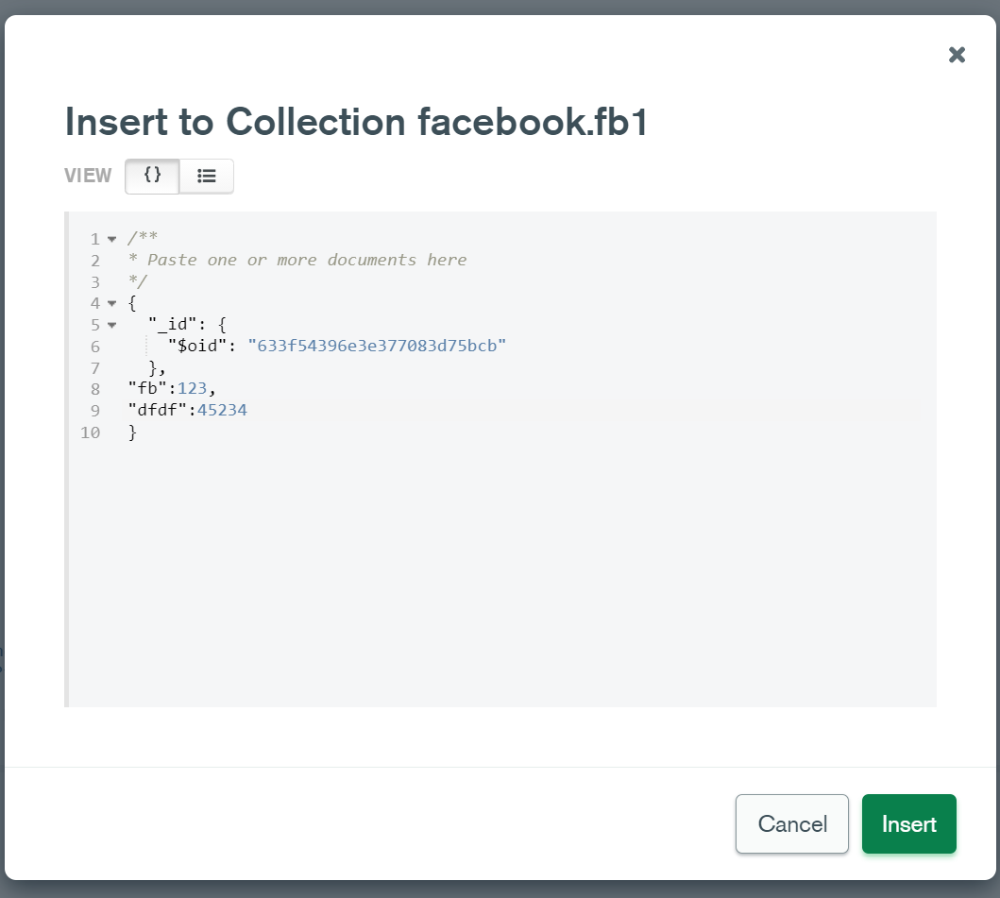 Insert to Collection facebook.fb1
VIEW {}
1 /**
2 * Paste one or more documents here
3 */
4 {
5 "_id": {
6 "$oid": "633f54396e3e377083d75bcb"
7 },
8 "fb":123,
9 "dfdf":45234
10 }
Cancel Insert